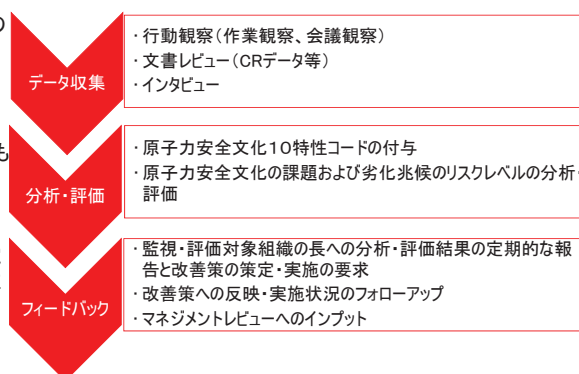 の
データ収集
・行動観察（作業観察、会議観察）
・文書レビュー（CRデータ等）
・インタビュー
も
分析・評価
・原子力安全文化１０特性コードの付与
・原子力安全文化の課題および劣化兆候のリスクレベルの分析・
評価
フィードバック
・監視・評価対象組織の長への分析・評価結果の定期的な報
告と改善策の策定・実施の要求
・改善策への反映・実施状況のフォローアップ
・マネジメントレビューへのインプット